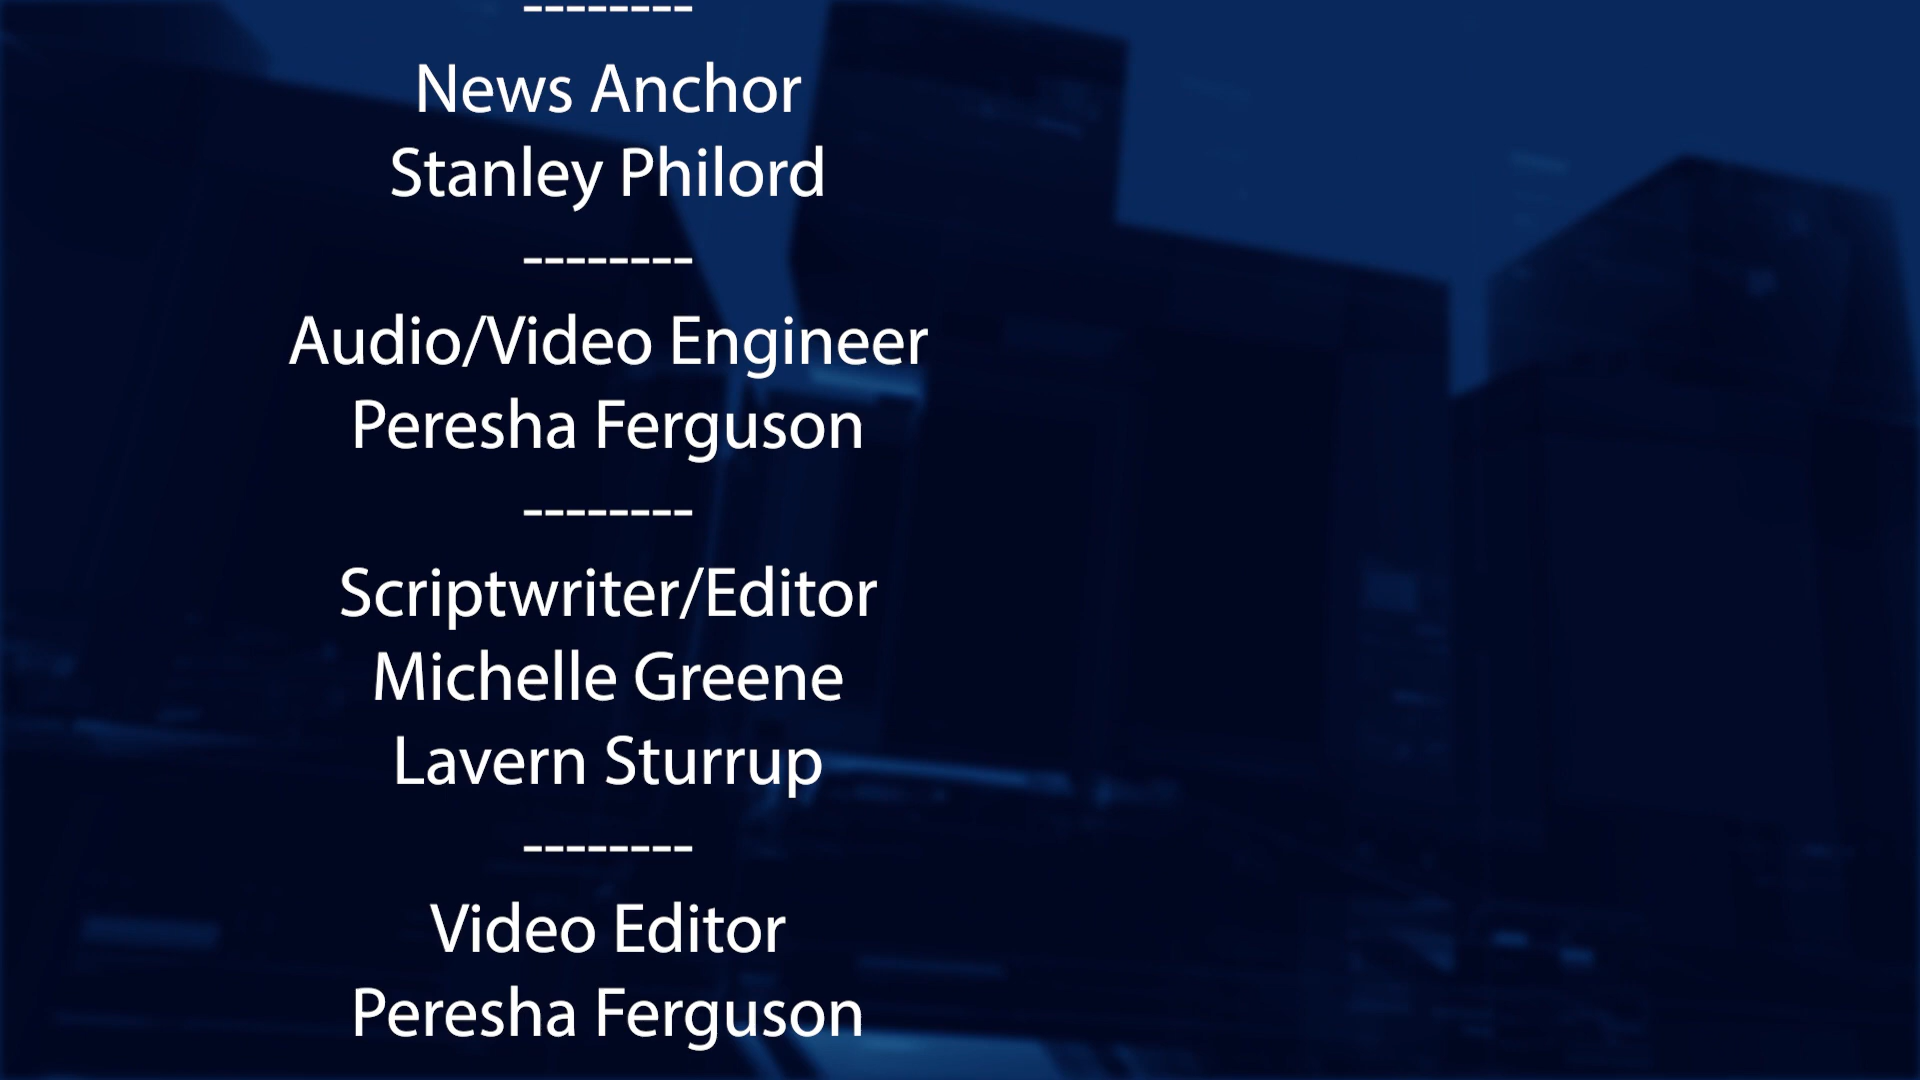 --------
News Anchor
Stanley Philord
--------
Audio/Video Engineer
Peresha Ferguson
--------
Scriptwriter/Editor
Michelle Greene
Lavern Sturrup
--------
Video Editor
Peresha Ferguson